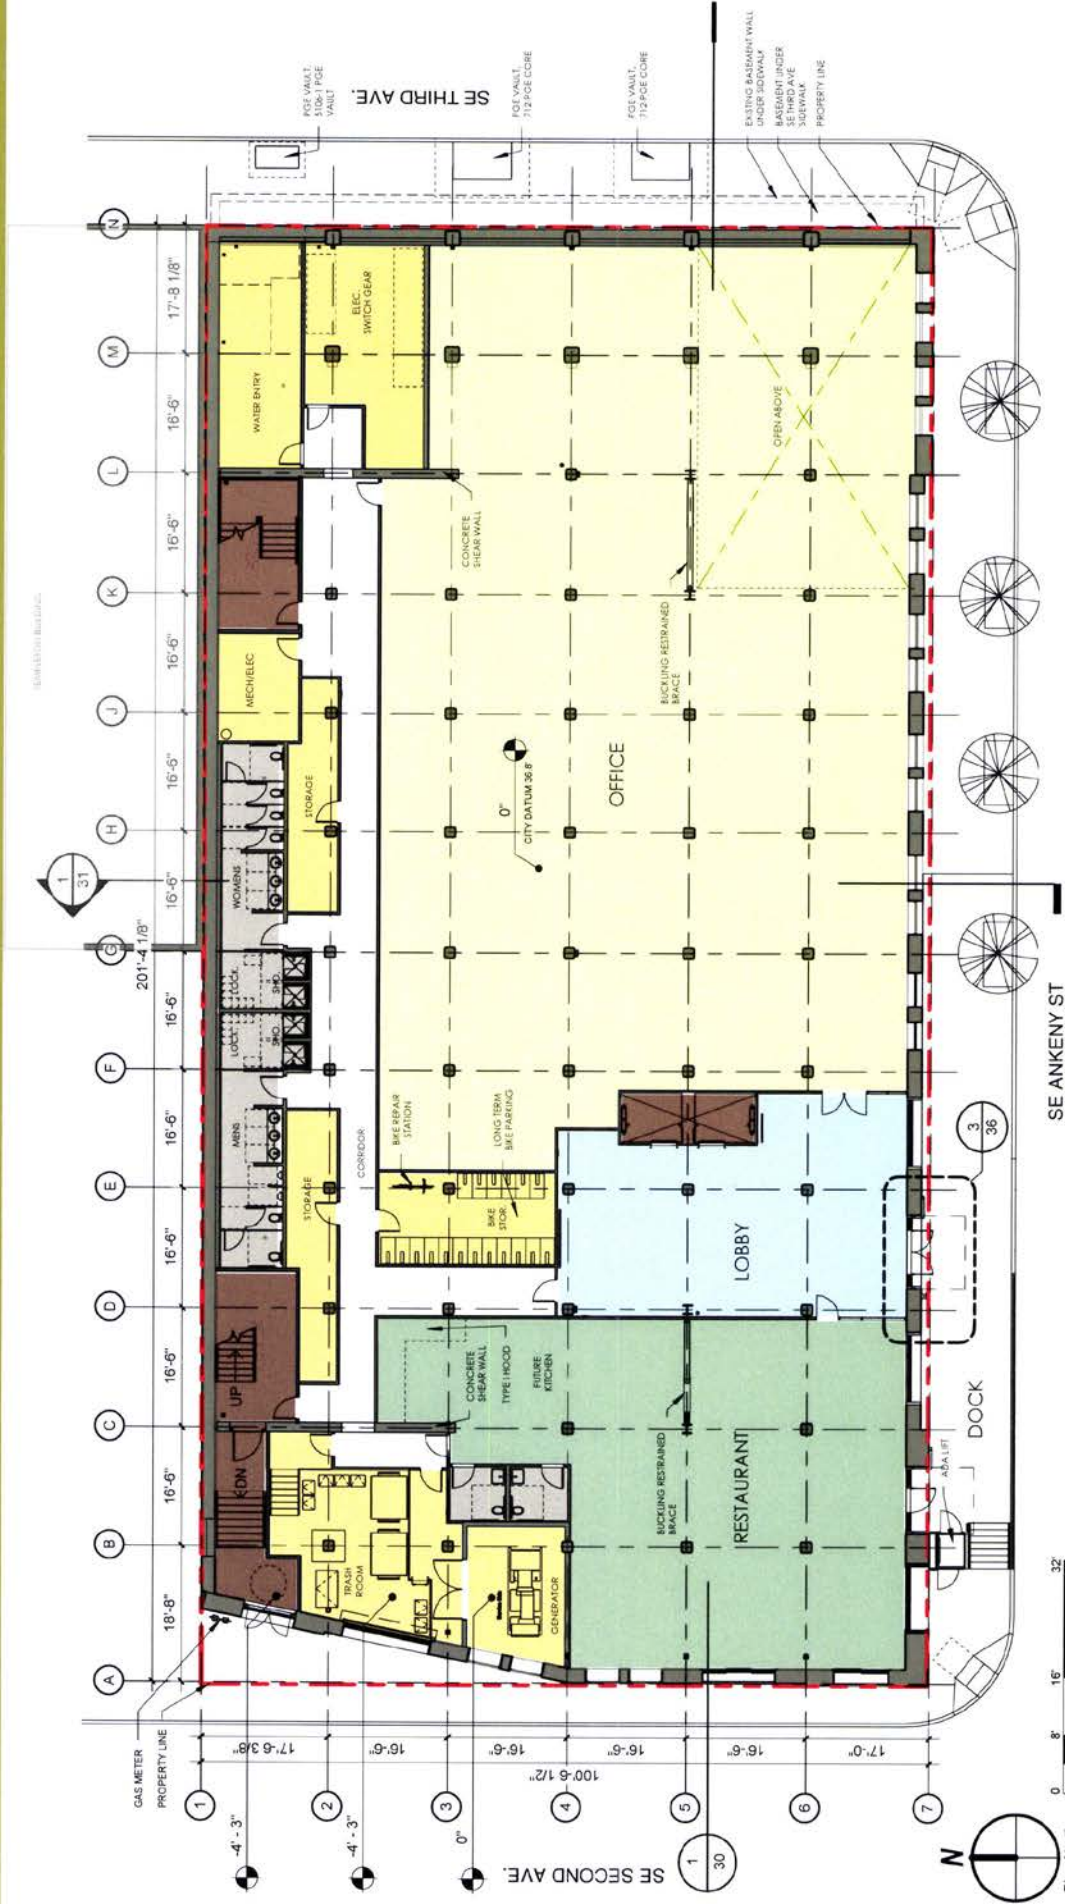 SE THIRD AVE.
PGE VAULT,
5106-1 PGE
VAULT
PGE VAULT,
712-PGE CORE
PGE VAULT,
712-PGE CORE
EXISTING BASEMENT WALL
UNDER SIDEWALK
BASEMENT UNDER
SE THIRD AVE
SIDEWALK
PROPERTY LINE
N
M
L
K
J
H
G
F
E
D
C
B
A
17'-8 1/8"
16'-6"
16'-6"
16'-6"
16'-6"
16'-6"
16'-6"
16'-6"
16'-6"
16'-6"
16'-6"
18'-8"
201'-4 1/8"
1
31
WATER ENTRY
ELEC.
SWITCH GEAR
OPEN ABOVE
CONCRETE
SHEAR WALL
BUCKLING RESTRAINED
BRACE
MECH/ELEC
STORAGE
WOMENS
LOCK.
SHO.
LOCK.
SHO.
MENS
STORAGE
OFFICE
0"
CITY DATUM 36.8'
CORRIDOR
BIKE REPAIR
STATION
LONG TERM
BIKE PARKING
BIKE
STOR.
LOBBY
UP
DN
CONCRETE
SHEAR WALL
TYPE I HOOD
FUTURE
KITCHEN
BUCKLING RESTRAINED
BRACE
RESTAURANT
TRASH
ROOM
GENERATOR
DOCK
ADA LIFT
3
36
SE ANKENY ST
GAS METER
PROPERTY LINE
17'-6 3/8"
16'-6"
16'-6"
16'-6"
16'-6"
17'-0"
100'-6 1/2"
1
2
3
4
5
6
7
-4' - 3"
-4' - 3"
0"
SE SECOND AVE.
1
30
N
0
8'
16'
32'